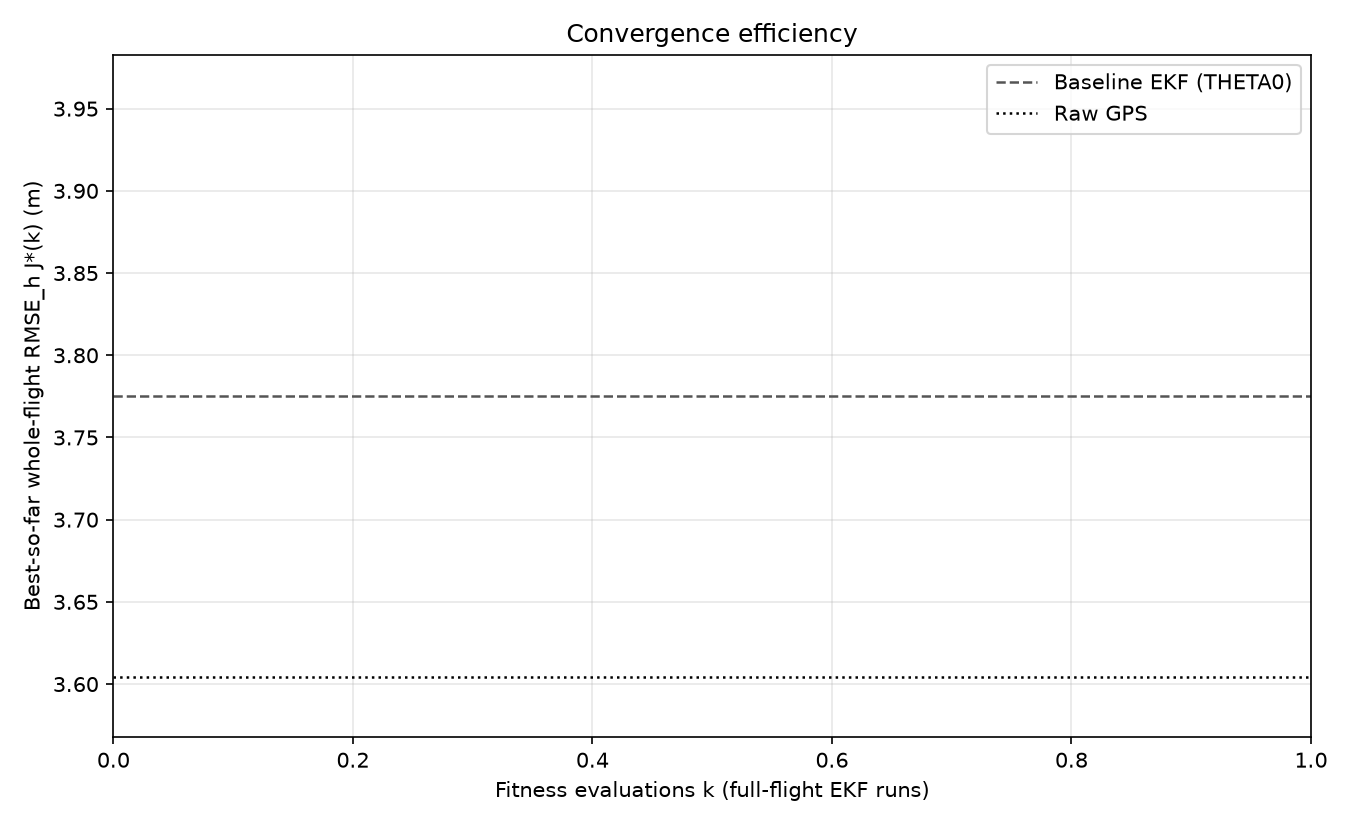 Convergence efficiency
Baseline EKF (THETA0)
Raw GPS
Best-so-far whole-flight RMSE_h J*(k) (m)
3.95
3.90
3.85
3.80
3.75
3.70
3.65
3.60
0.0 0.2 0.4 0.6 0.8 1.0
Fitness evaluations k (full-flight EKF runs)